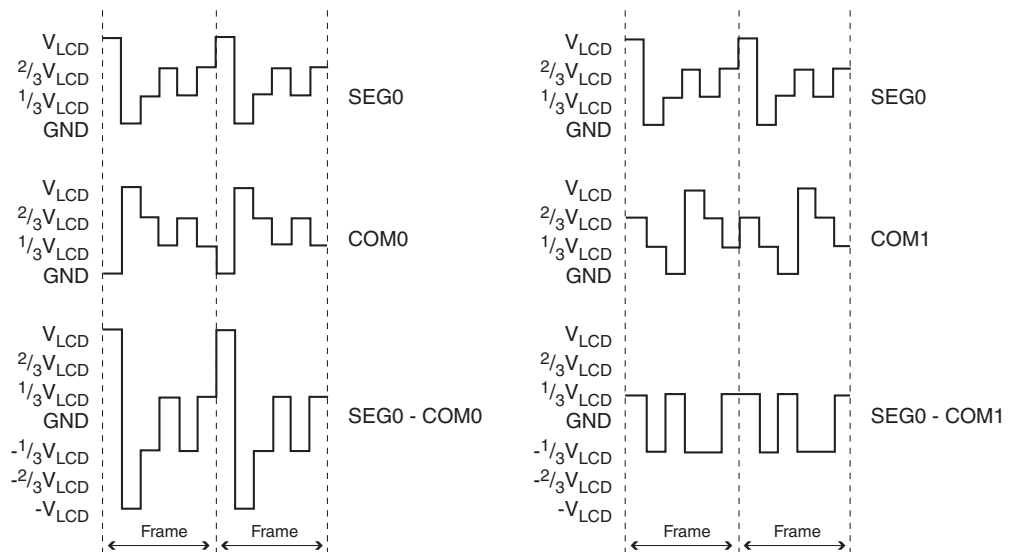 V_LCD
2/3V_LCD
1/3V_LCD
GND
SEG0
V_LCD
2/3V_LCD
1/3V_LCD
GND
COM0
V_LCD
2/3V_LCD
1/3V_LCD
GND
-1/3V_LCD
-2/3V_LCD
-V_LCD
SEG0 - COM0
Frame
Frame
V_LCD
2/3V_LCD
1/3V_LCD
GND
SEG0
V_LCD
2/3V_LCD
1/3V_LCD
GND
COM1
V_LCD
2/3V_LCD
1/3V_LCD
GND
-1/3V_LCD
-2/3V_LCD
-V_LCD
SEG0 - COM1
Frame
Frame